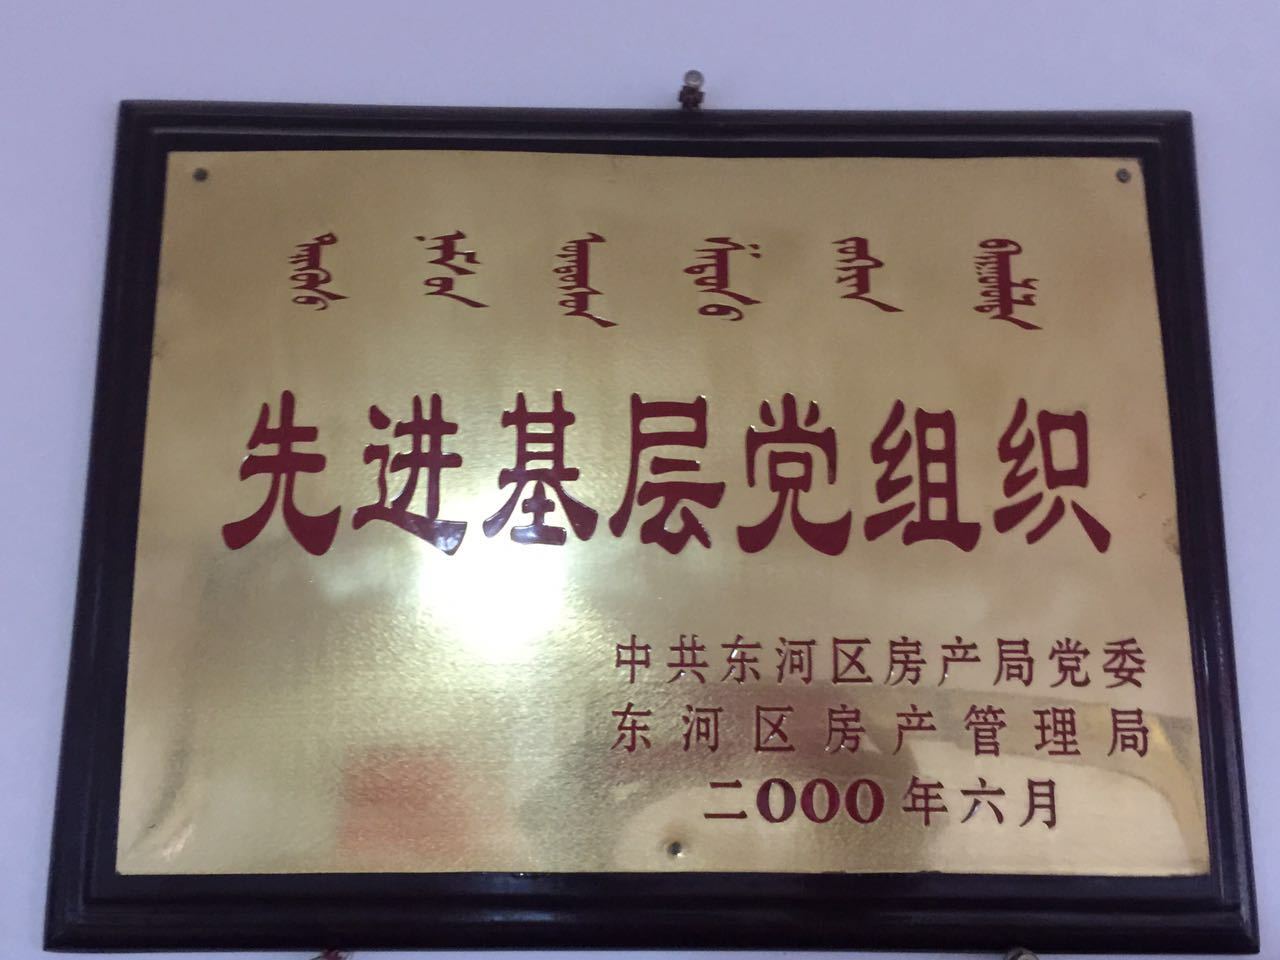 先进基层党组织
中共东河区房产局党委
东河区房产管理局
二000年六月